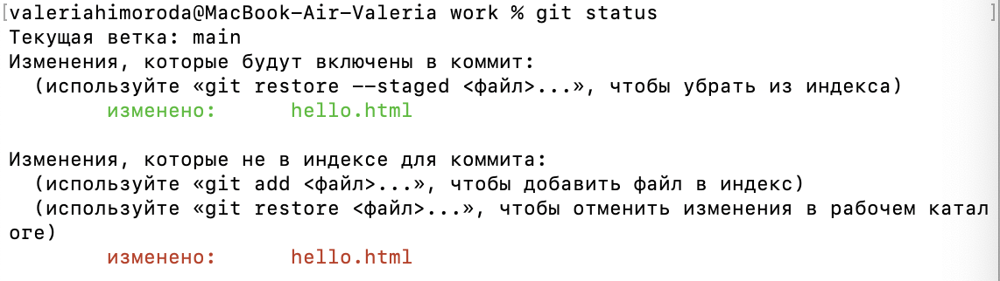 [valeriahimoroda@MacBook-Air-Valeria work % git status ]
Текущая ветка: main
Изменения, которые будут включены в коммит:
  (используйте «git restore --staged <файл>...», чтобы убрать из индекса)
        изменено:      hello.html

Изменения, которые не в индексе для коммита:
  (используйте «git add <файл>...», чтобы добавить файл в индекс)
  (используйте «git restore <файл>...», чтобы отменить изменения в рабочем катал
оге)
        изменено:      hello.html